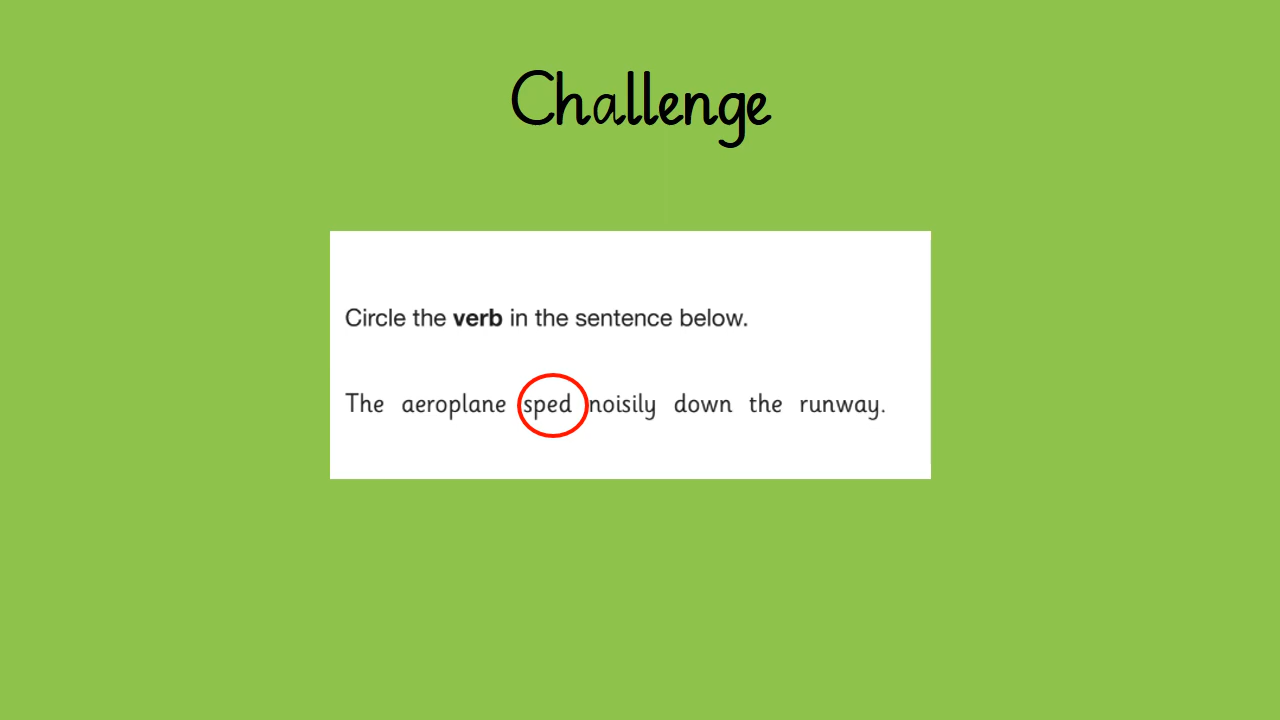 Challenge
Circle the verb in the sentence below.
The aeroplane sped noisily down the runway.